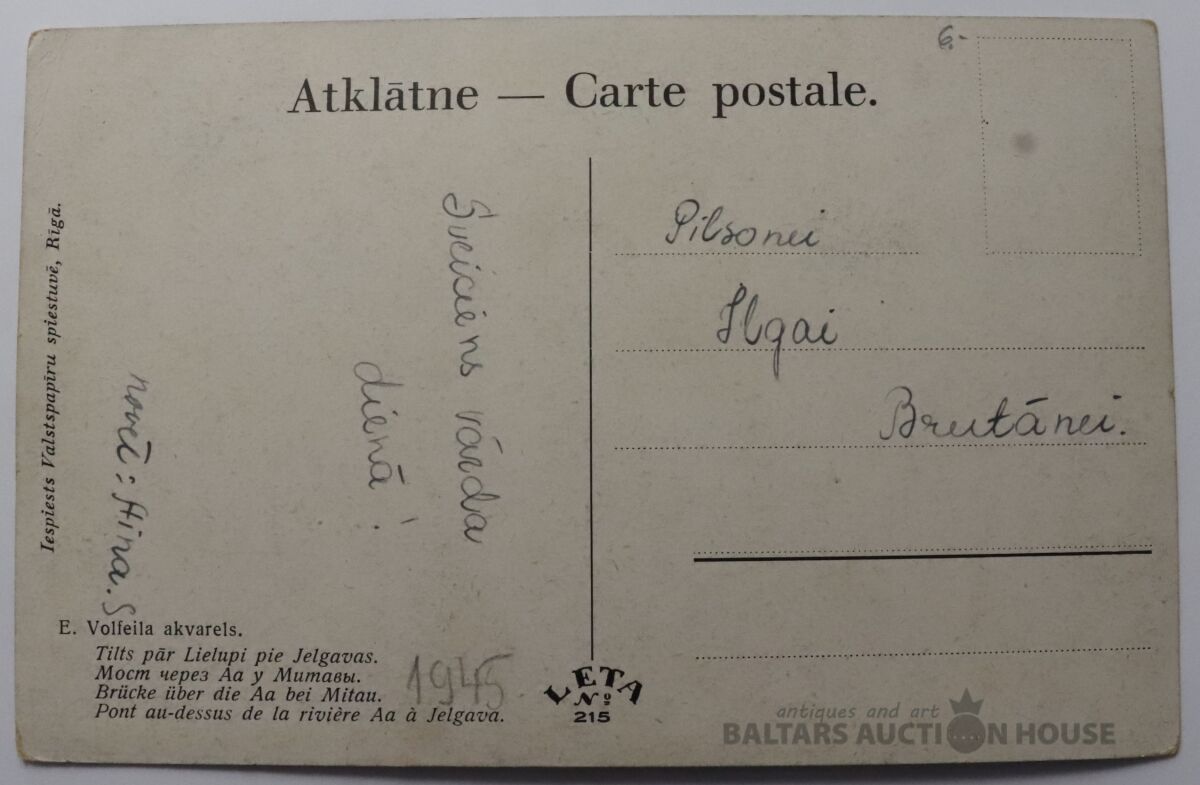 6.-
Atklātne — Carte postale.
Iespiests Valstspapīru spiestuvē, Rīgā.
Sveiciens vārda
dienā!
novēl: Aina. S
Pilsonei
Ilgai
Brutānei.
E. Volfeila akvarels.
Tilts pār Lielupi pie Jelgavas.
Мост через Аа у Митавы.
Brücke über die Aa bei Mitau.
Pont au-dessus de la rivière Aa à Jelgava.
1945
LETA
Nº
215
antiques and art
BALTARS AUCTION HOUSE